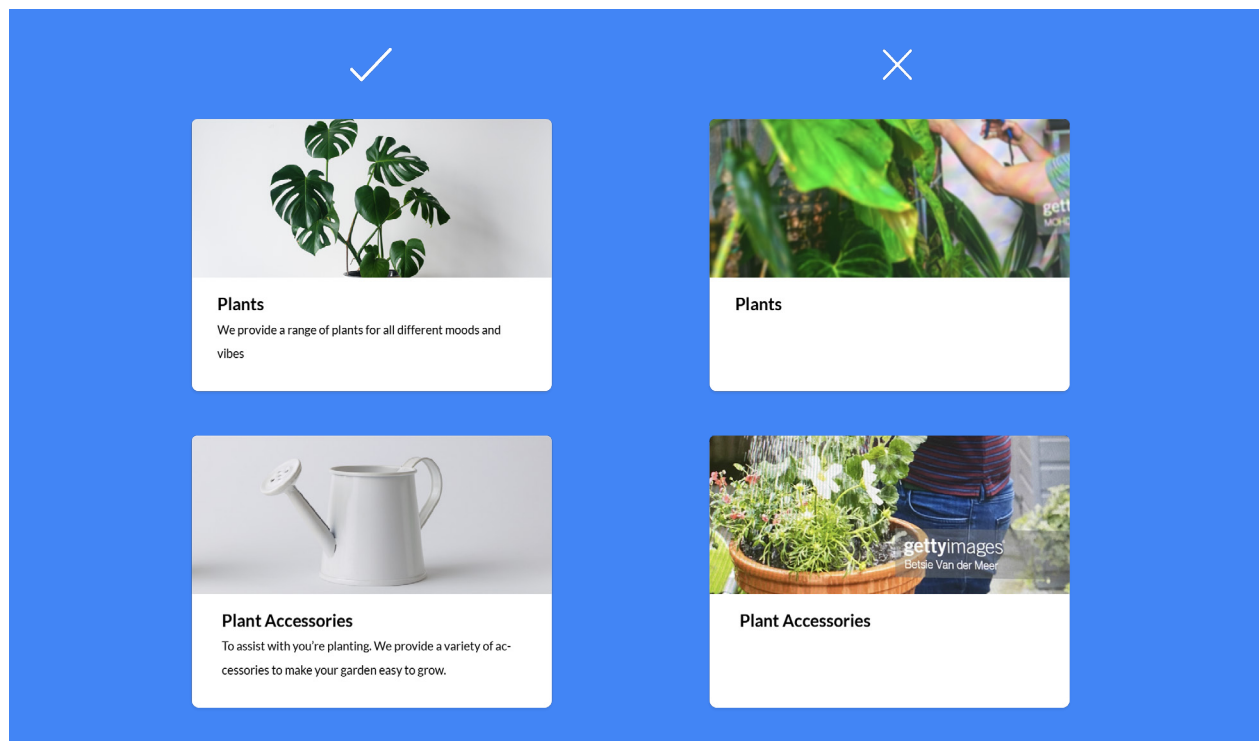 Plants
We provide a range of plants for all different moods and
vibes
Plant Accessories
To assist with you're planting. We provide a variety of ac-
cessories to make your garden easy to grow.
Plants
gettyimages
Betsie Van der Meer
Plant Accessories